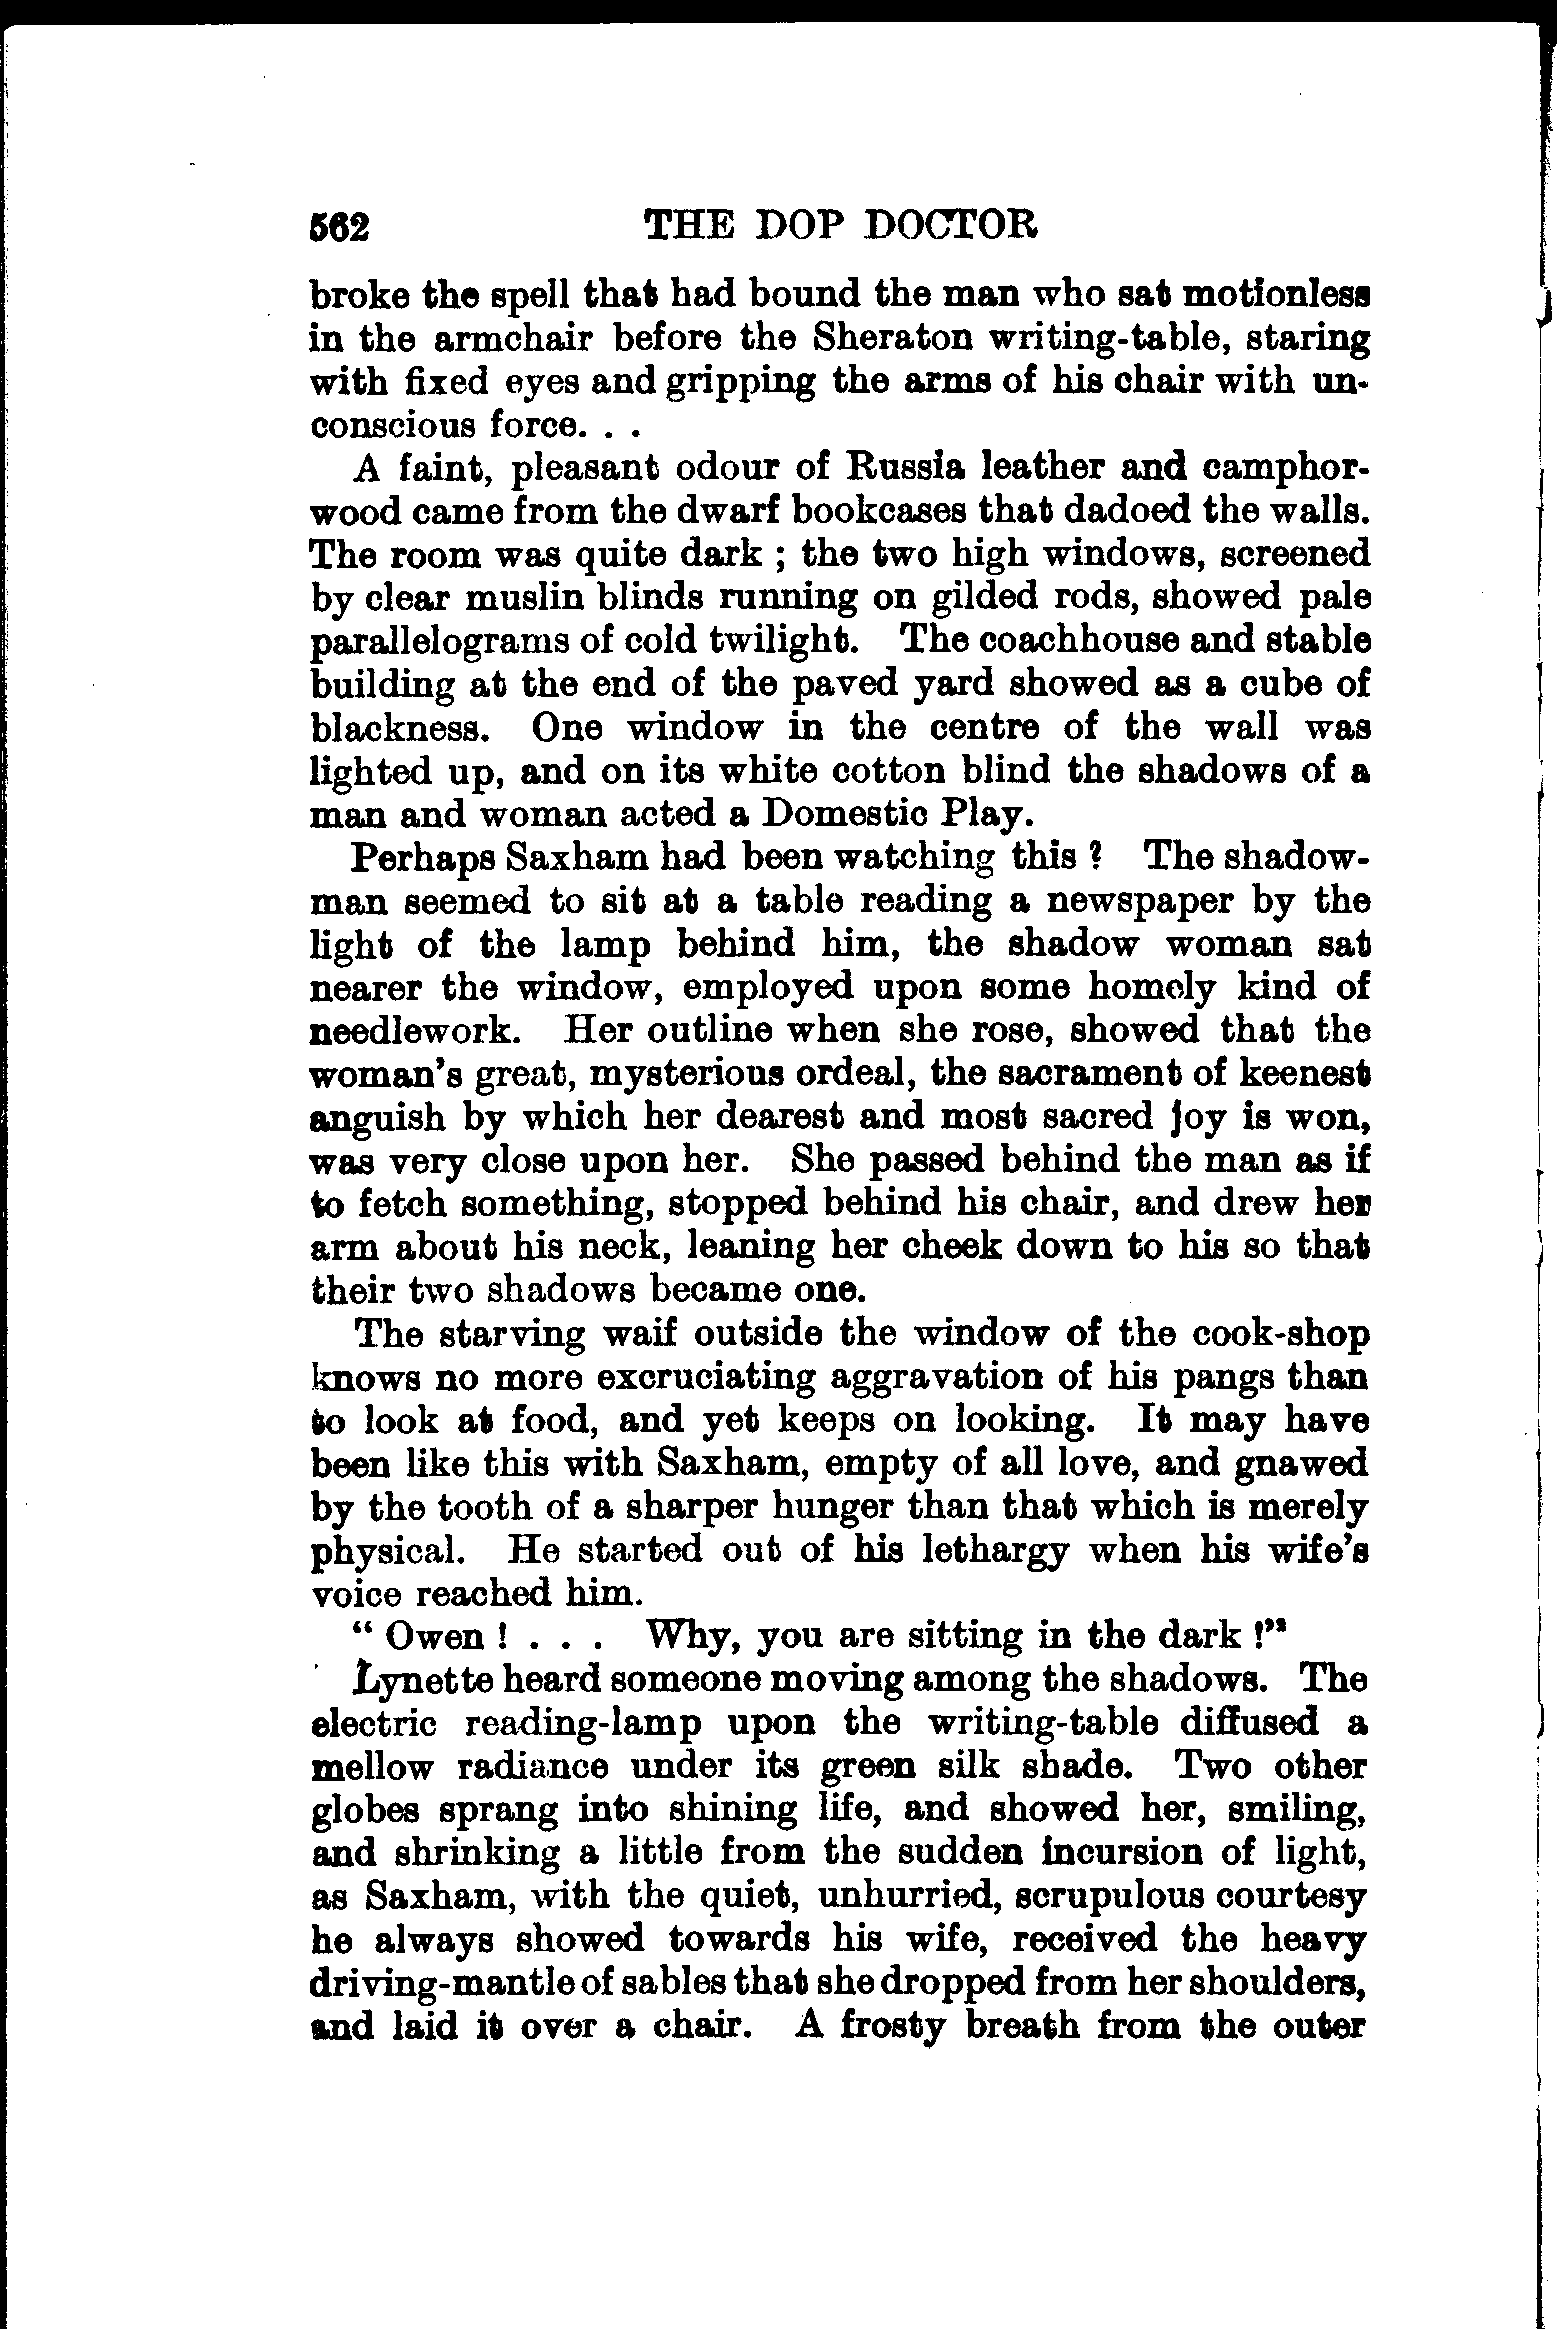 562 THE DOP DOCTOR
broke the spell that had bound the man who sat motionless
in the armchair before the Sheraton writing-table, staring
with fixed eyes and gripping the arms of his chair with un-
conscious force. . .
A faint, pleasant odour of Russia leather and camphor-
wood came from the dwarf bookcases that dadoed the walls.
The room was quite dark ; the two high windows, screened
by clear muslin blinds running on gilded rods, showed pale
parallelograms of cold twilight. The coachhouse and stable
building at the end of the paved yard showed as a cube of
blackness. One window in the centre of the wall was
lighted up, and on its white cotton blind the shadows of a
man and woman acted a Domestic Play.
Perhaps Saxham had been watching this ? The shadow-
man seemed to sit at a table reading a newspaper by the
light of the lamp behind him, the shadow woman sat
nearer the window, employed upon some homely kind of
needlework. Her outline when she rose, showed that the
woman's great, mysterious ordeal, the sacrament of keenest
anguish by which her dearest and most sacred joy is won,
was very close upon her. She passed behind the man as if
to fetch something, stopped behind his chair, and drew her
arm about his neck, leaning her cheek down to his so that
their two shadows became one.
The starving waif outside the window of the cook-shop
knows no more excruciating aggravation of his pangs than
to look at food, and yet keeps on looking. It may have
been like this with Saxham, empty of all love, and gnawed
by the tooth of a sharper hunger than that which is merely
physical. He started out of his lethargy when his wife's
voice reached him.
" Owen ! . . . Why, you are sitting in the dark !"
Lynette heard someone moving among the shadows. The
electric reading-lamp upon the writing-table diffused a
mellow radiance under its green silk shade. Two other
globes sprang into shining life, and showed her, smiling,
and shrinking a little from the sudden incursion of light,
as Saxham, with the quiet, unhurried, scrupulous courtesy
he always showed towards his wife, received the heavy
driving-mantle of sables that she dropped from her shoulders,
and laid it over a chair. A frosty breath from the outer